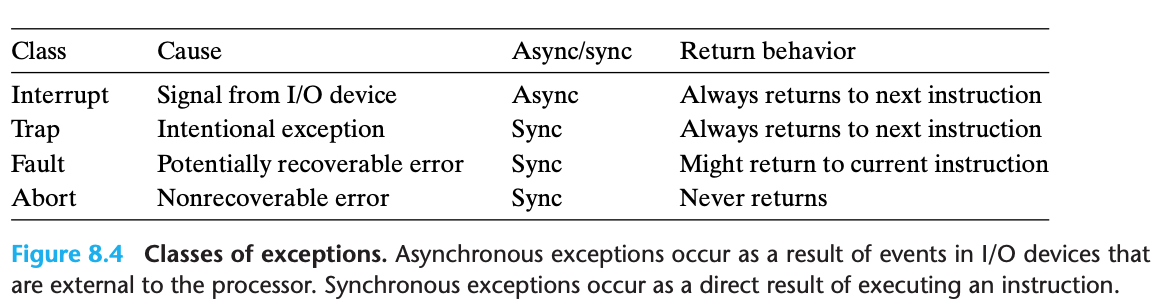 Class Cause Async/sync Return behavior
Interrupt Signal from I/O device Async Always returns to next instruction
Trap Intentional exception Sync Always returns to next instruction
Fault Potentially recoverable error Sync Might return to current instruction
Abort Nonrecoverable error Sync Never returns
Figure 8.4 Classes of exceptions. Asynchronous exceptions occur as a result of events in I/O devices that
are external to the processor. Synchronous exceptions occur as a direct result of executing an instruction.